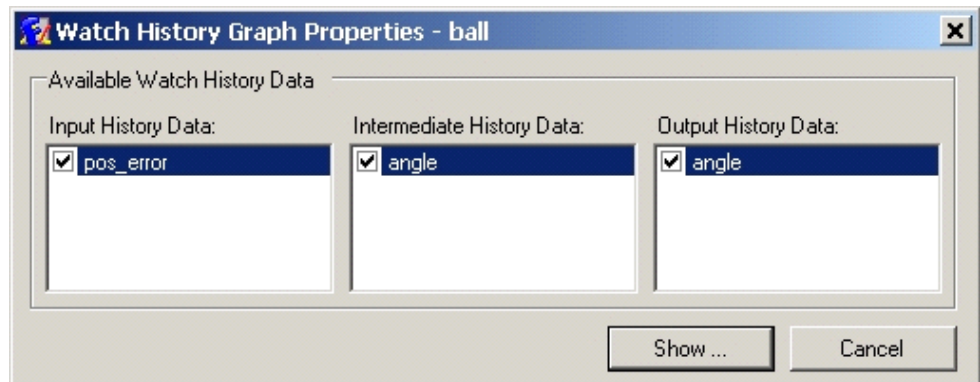 Watch History Graph Properties - ball
Available Watch History Data
Input History Data:
Intermediate History Data:
Output History Data:
pos_error
angle
angle
Show ...
Cancel